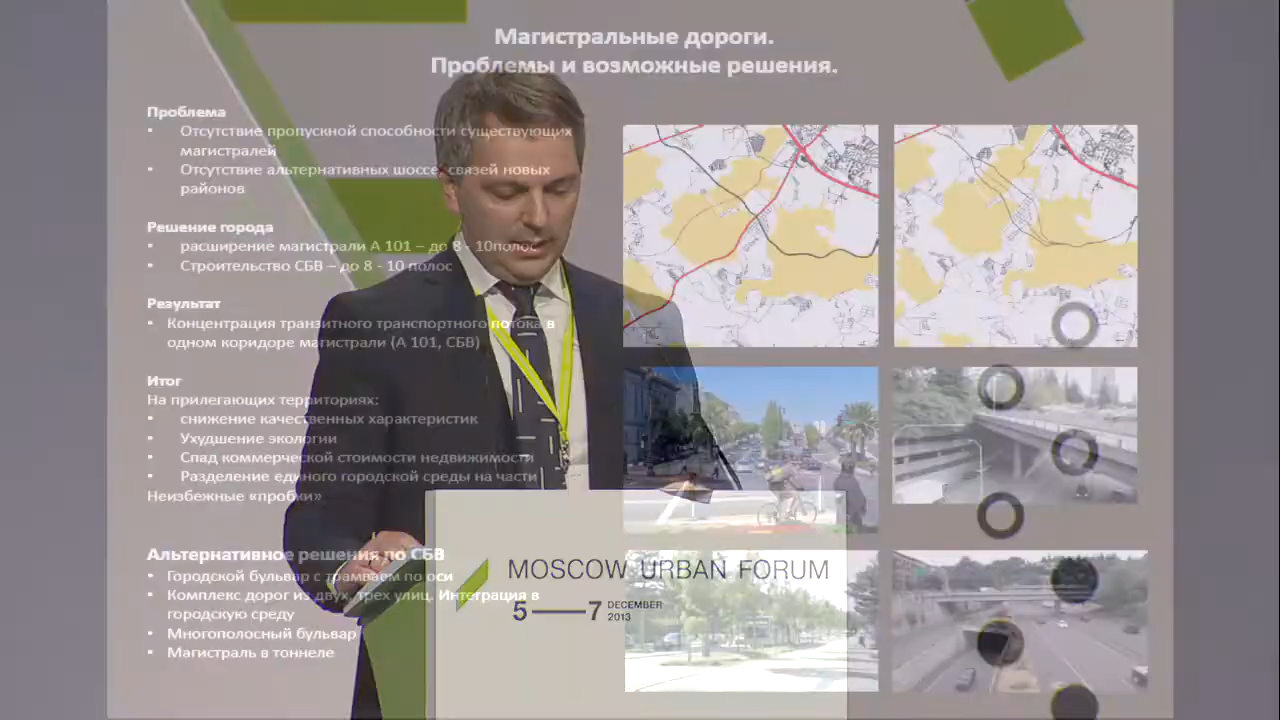 Магистральные дороги.
Проблемы и возможные решения.
Проблема
• Отсутствие пропускной способности существующих
магистралей
• Отсутствие альтернативных шоссе, связей новых
районов
Решение города
• расширение магистрали А 101 – до 8 - 10полос
• Строительство СБВ – до 8 - 10 полос
Результат
• Концентрация транзитного транспортного потока в
одном коридоре магистрали (А 101, СБВ)
Итог
На прилегающих территориях:
• снижение качественных характеристик
• Ухудшение экологии
• Спад коммерческой стоимости недвижимости
• Разделение единого городской среды на части
Неизбежные «пробки»
Альтернативное решения по СБВ
• Городской бульвар с трамваем по оси
• Комплекс дорог из двух, трех улиц. Интеграция в
городскую среду
• Многополосный бульвар
• Магистраль в тоннеле
MOSCOW URBAN FORUM
5 — 7 DECEMBER
2013